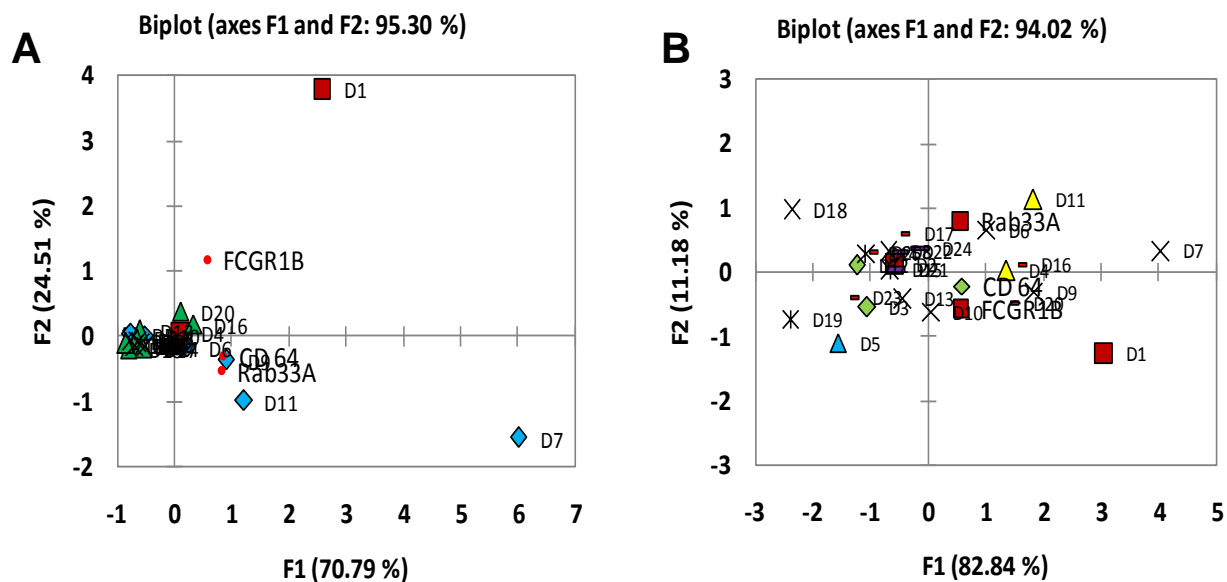 A
Biplot (axes F1 and F2: 95.30 %)
F2 (24.51 %)
4
3
2
1
0
-1
-2
D1
FCGR1B
D20
D16
D4
D6
CD 64
D9
Rab33A
D11
D7
-1 0 1 2 3 4 5 6 7
F1 (70.79 %)
B
Biplot (axes F1 and F2: 94.02 %)
F2 (11.18 %)
3
2
1
0
-1
-2
-3
D11
D18
Rab33A
D6
D17
D24
D7
D16
D4
D21
CD 64
D9
D20
D23
D3
D13
D10
FCGR1B
D19
D5
D1
-3 -2 -1 0 1 2 3 4 5
F1 (82.84 %)